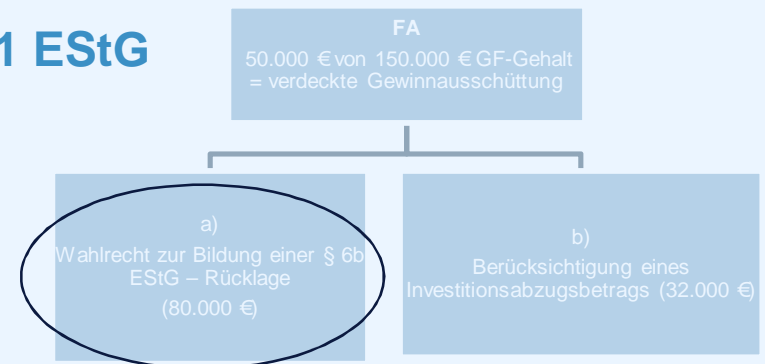 1 EStG
FA
50.000 € von 150.000 € GF-Gehalt
= verdeckte Gewinnausschüttung
a)
Wahlrecht zur Bildung einer § 6b
EStG – Rücklage
(80.000 €)
b)
Berücksichtigung eines
Investitionsabzugsbetrags (32.000 €)